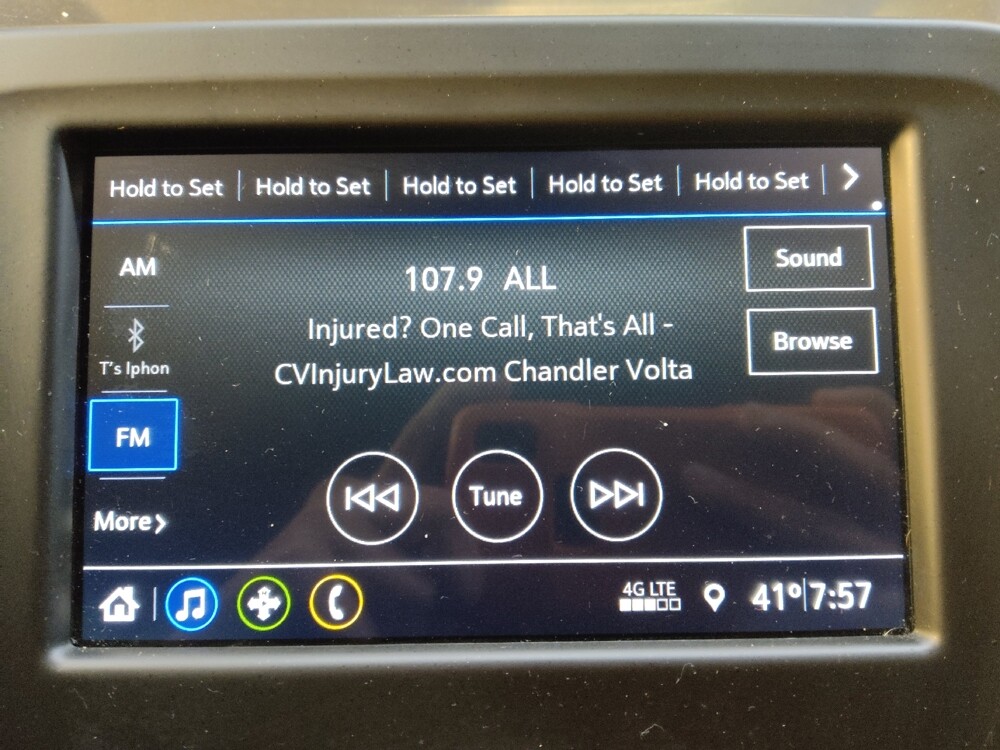 Hold to Set Hold to Set Hold to Set Hold to Set Hold to Set
AM
107.9 ALL
Sound
Injured? One Call, That's All -
Browse
T's Iphon
CVInjuryLaw.com Chandler Volta
FM
Tune
More
4G LTE
41° 7:57